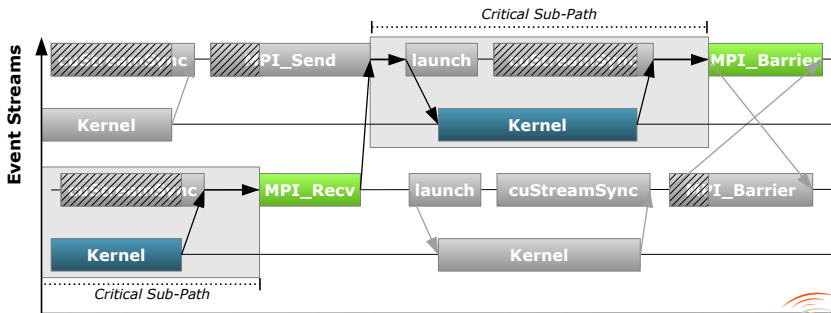 Critical Sub-Path
cuStreamSync MPI_Send launch cuStreamSync MPI_Barrier
Kernel Kernel
cuStreamSync MPI_Recv launch cuStreamSync MPI_Barrier
Kernel Kernel
Critical Sub-Path
Event Streams